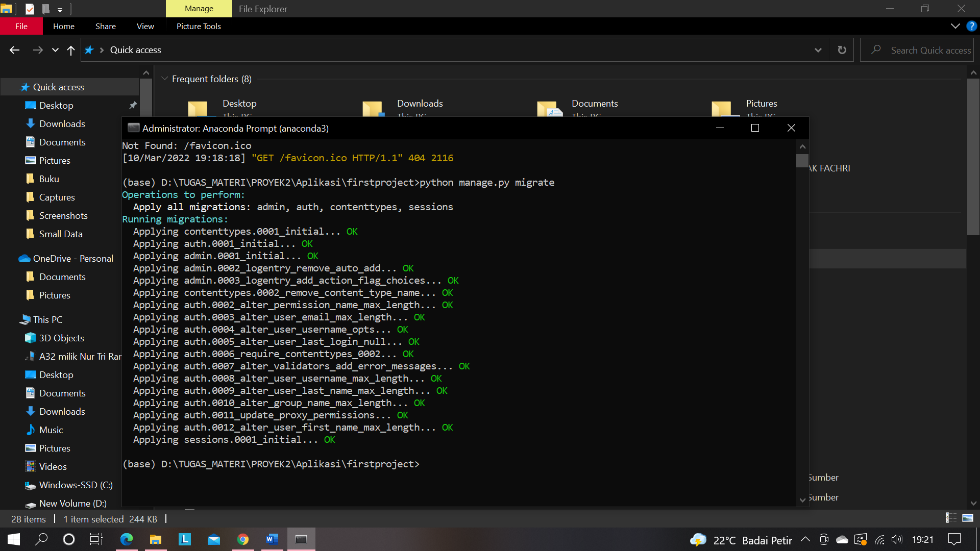 Manage
File Explorer
File
Home
Share
View
Picture Tools
Quick access
Search Quick access
Quick access
Desktop
Downloads
Documents
Pictures
Buku
Captures
Screenshots
Small Data
OneDrive - Personal
Documents
Pictures
This PC
3D Objects
A32 milik Nur Tri Rar
Desktop
Documents
Downloads
Music
Pictures
Videos
Windows-SSD (C:)
New Volume (D:)
Frequent folders (8)
Desktop
Downloads
Documents
Pictures
This PC
AK FACHRI
Sumber
Sumber
Administrator: Anaconda Prompt (anaconda3)
Not Found: /favicon.ico
[10/Mar/2022 19:18:18] "GET /favicon.ico HTTP/1.1" 404 2116
(base) D:\TUGAS_MATERI\PROYEK2\Aplikasi\firstproject>python manage.py migrate
Operations to perform:
Apply all migrations: admin, auth, contenttypes, sessions
Running migrations:
Applying contenttypes.0001_initial... OK
Applying auth.0001_initial... OK
Applying admin.0001_initial... OK
Applying admin.0002_logentry_remove_auto_add... OK
Applying admin.0003_logentry_add_action_flag_choices... OK
Applying contenttypes.0002_remove_content_type_name... OK
Applying auth.0002_alter_permission_name_max_length... OK
Applying auth.0003_alter_user_email_max_length... OK
Applying auth.0004_alter_user_username_opts... OK
Applying auth.0005_alter_user_last_login_null... OK
Applying auth.0006_require_contenttypes_0002... OK
Applying auth.0007_alter_validators_add_error_messages... OK
Applying auth.0008_alter_user_username_max_length... OK
Applying auth.0009_alter_user_last_name_max_length... OK
Applying auth.0010_alter_group_name_max_length... OK
Applying auth.0011_update_proxy_permissions... OK
Applying auth.0012_alter_user_first_name_max_length... OK
Applying sessions.0001_initial... OK
(base) D:\TUGAS_MATERI\PROYEK2\Aplikasi\firstproject>
28 items
1 item selected 244 KB
22°C Badai Petir
19:21